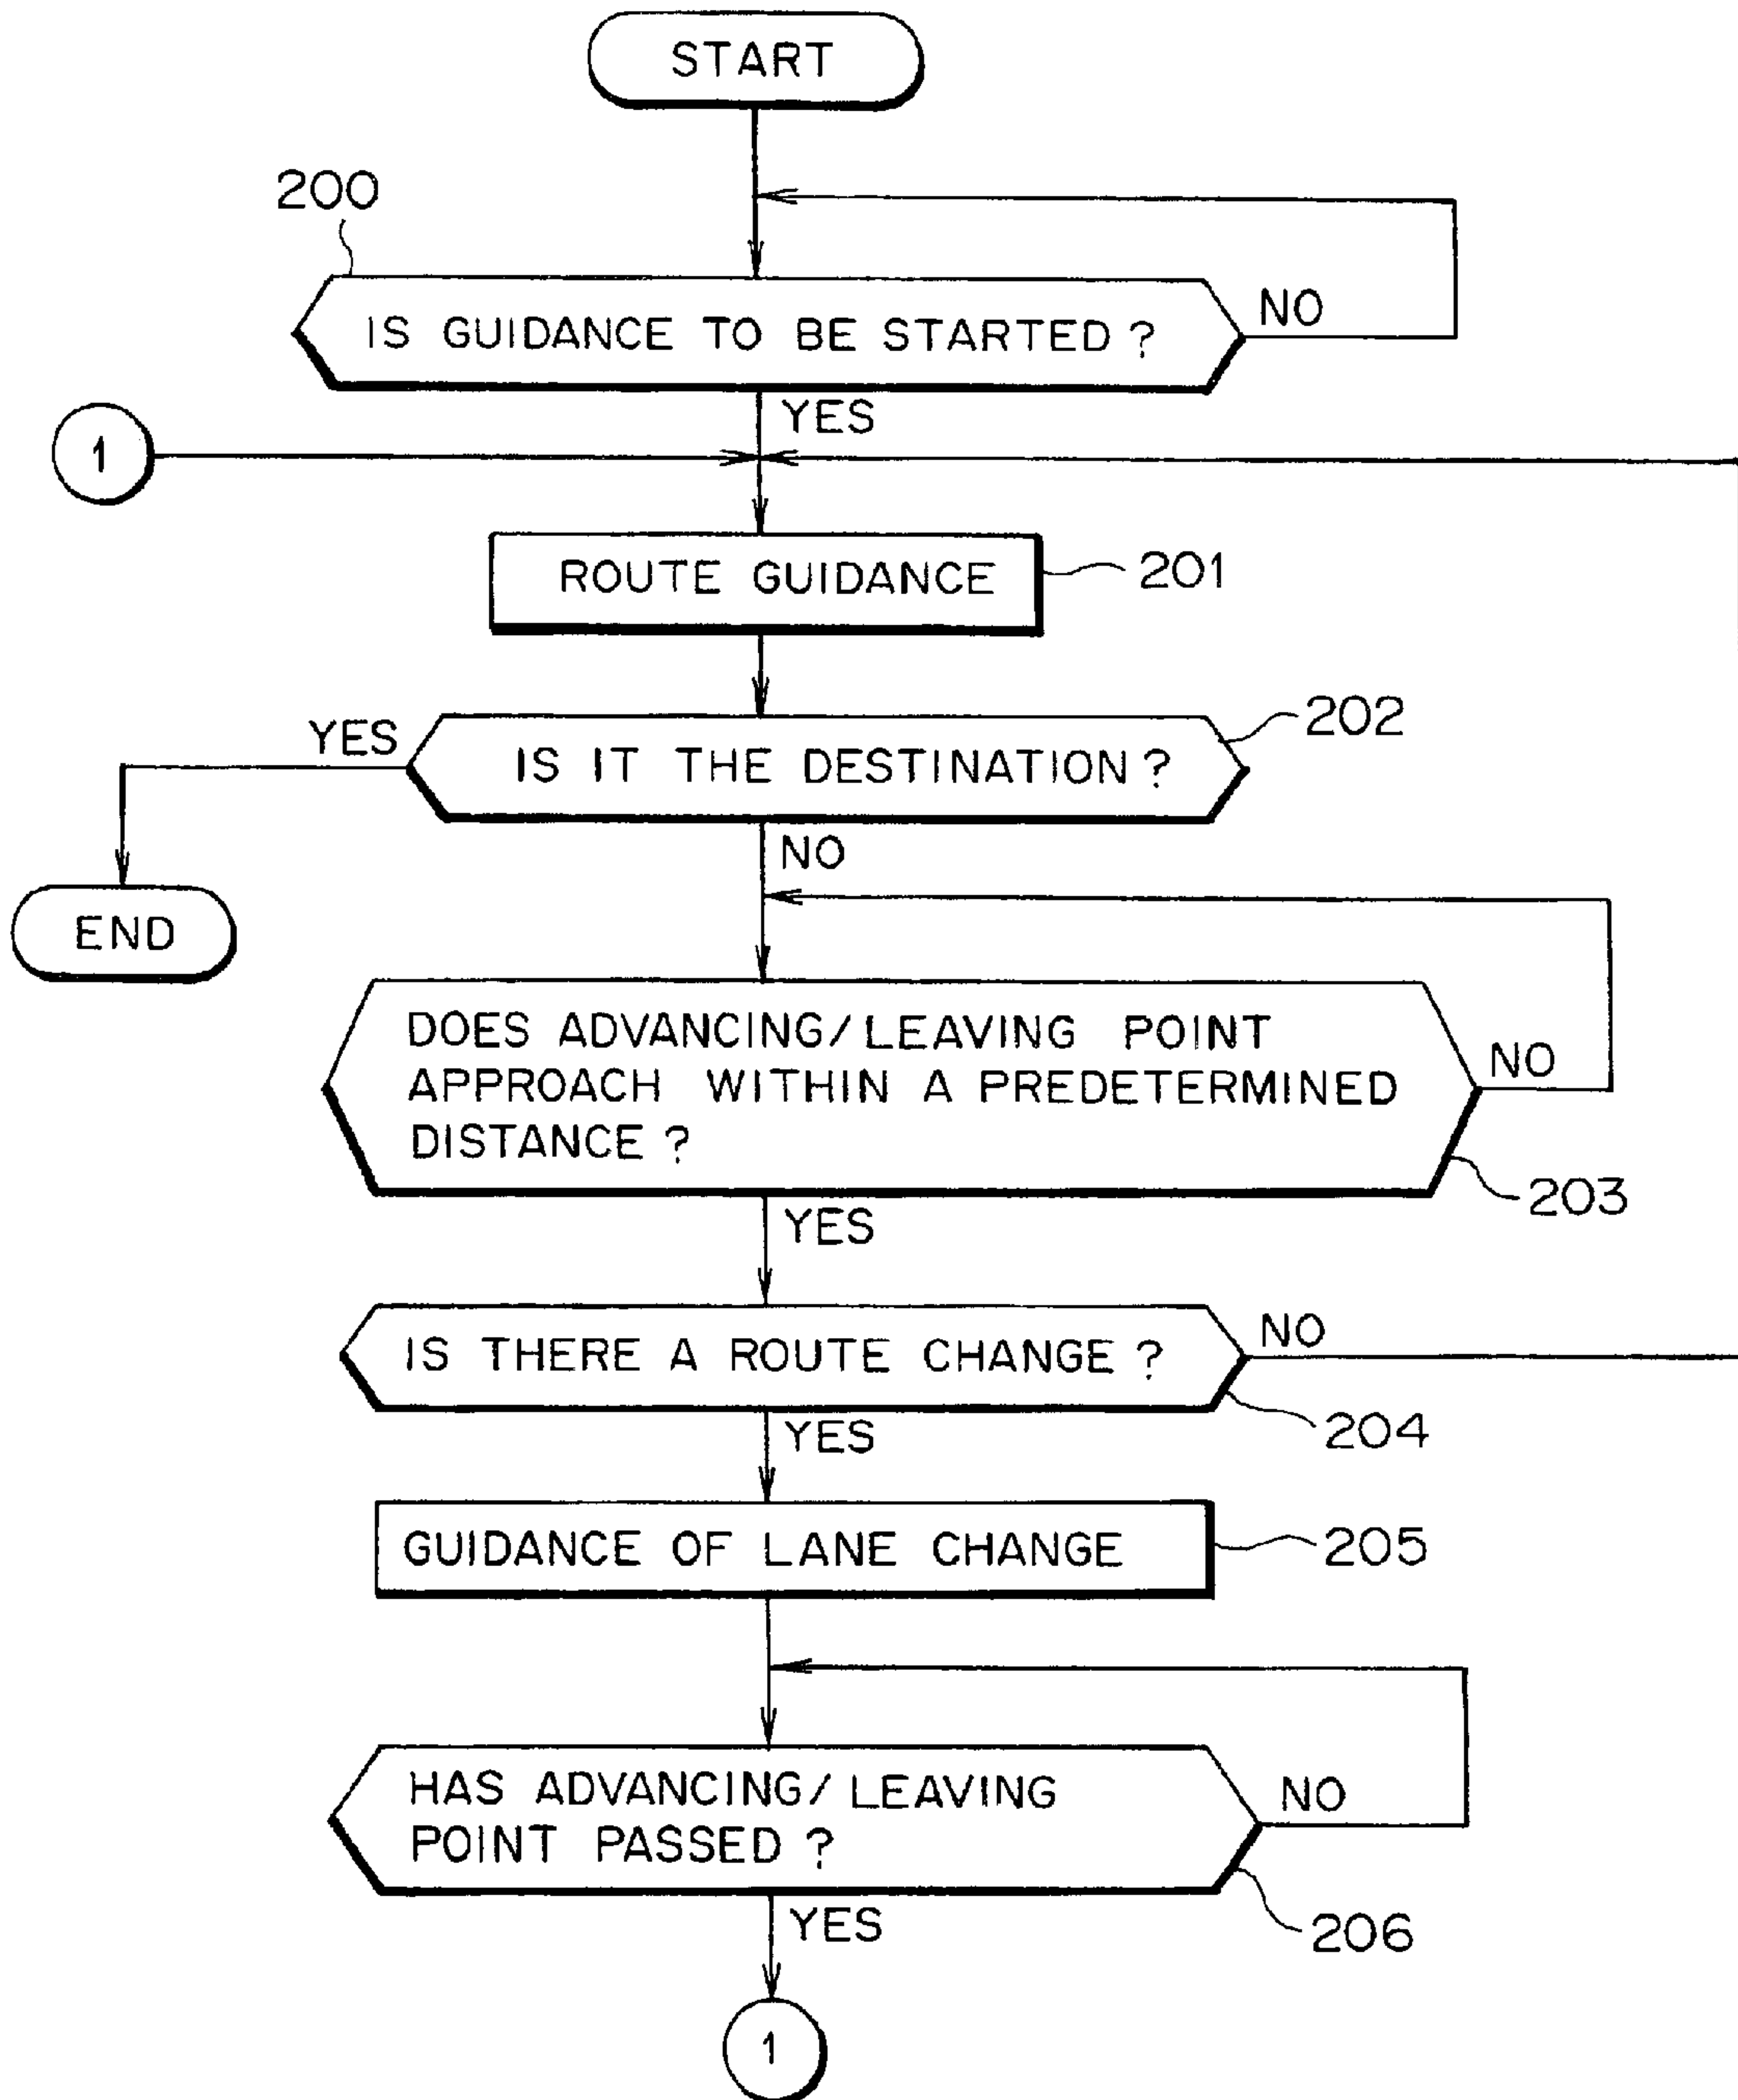 START
200
IS GUIDANCE TO BE STARTED ?
NO
YES
1
ROUTE GUIDANCE
201
202
YES
IS IT THE DESTINATION ?
NO
END
DOES ADVANCING/LEAVING POINT
APPROACH WITHIN A PREDETERMINED
DISTANCE ?
NO
203
YES
IS THERE A ROUTE CHANGE ?
NO
204
YES
GUIDANCE OF LANE CHANGE
205
HAS ADVANCING/ LEAVING
POINT PASSED ?
NO
206
YES
1